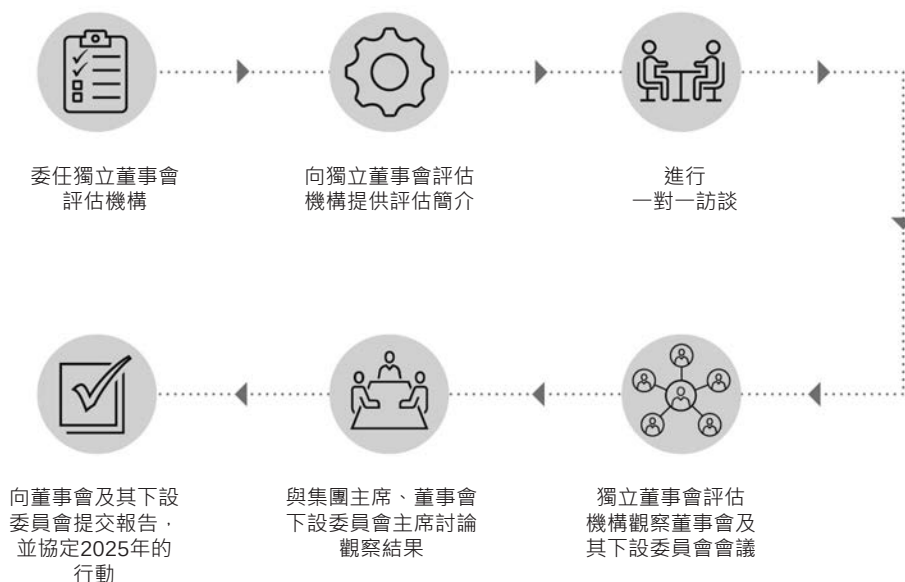 委任獨立董事會
評估機構
向獨立董事會評估
機構提供評估簡介
進行
一對一訪談
獨立董事會評估
機構觀察董事會及
其下設委員會會議
與集團主席、董事會
下設委員會主席討論
觀察結果
向董事會及其下設
委員會提交報告，
並協定2025年的
行動